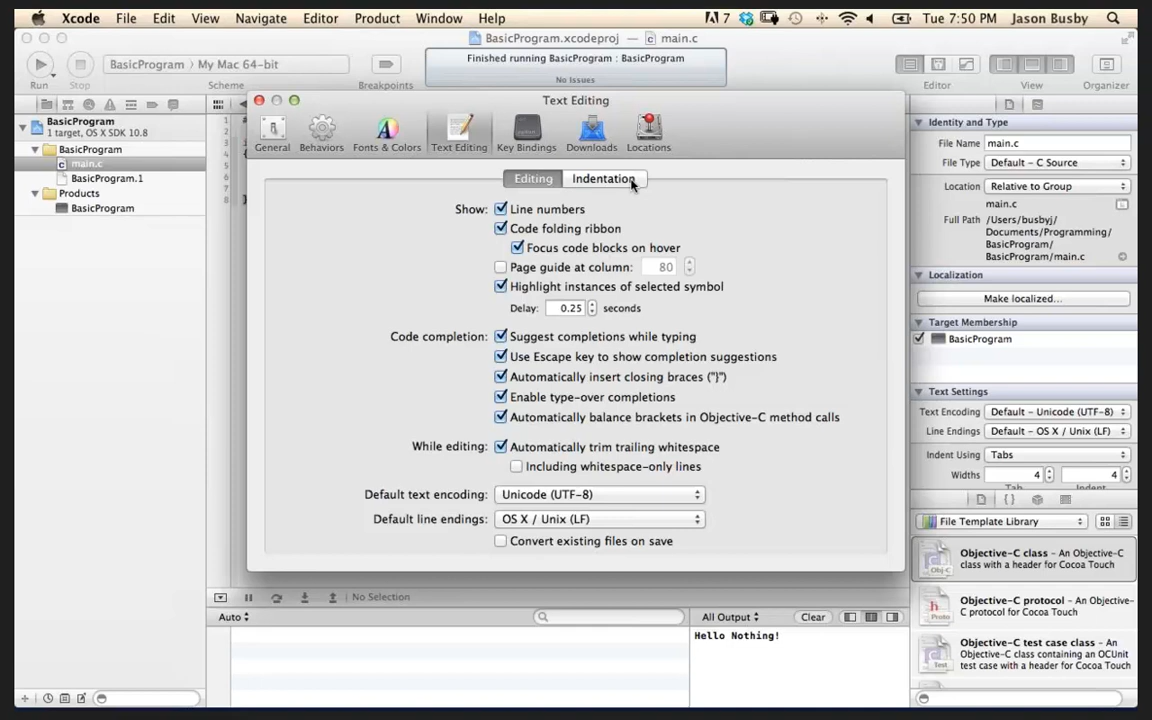 Xcode File Edit View Navigate Editor Product Window Help 7 Tue 7:50 PM Jason Busby
BasicProgram.xcodeproj — main.c
BasicProgram 〉 My Mac 64-bit
Finished running BasicProgram : BasicProgram
No Issues
Run Stop Scheme Breakpoints Editor View Organizer
Text Editing
General Behaviors Fonts & Colors Text Editing Key Bindings Downloads Locations
BasicProgram
1 target, OS X SDK 10.8
BasicProgram
main.c
BasicProgram.1
Products
BasicProgram
1
2
3
4
5
6
7
8
Editing Indentation
Show: Line numbers
Code folding ribbon
Focus code blocks on hover
Page guide at column: 80
Highlight instances of selected symbol
Delay: 0.25 seconds
Code completion: Suggest completions while typing
Use Escape key to show completion suggestions
Automatically insert closing braces ("}")
Enable type-over completions
Automatically balance brackets in Objective-C method calls
While editing: Automatically trim trailing whitespace
Including whitespace-only lines
Default text encoding: Unicode (UTF-8)
Default line endings: OS X / Unix (LF)
Convert existing files on save
Identity and Type
File Name main.c
File Type Default - C Source
Location Relative to Group
main.c
Full Path /Users/busbyj/
Documents/Programming/
BasicProgram/
BasicProgram/main.c
Localization
Make localized...
Target Membership
BasicProgram
Text Settings
Text Encoding Default - Unicode (UTF-8)
Line Endings Default - OS X / Unix (LF)
Indent Using Tabs
Widths 4 4
Tab Indent
File Template Library
Objective-C class - An Objective-C
class with a header for Cocoa Touch
Objective-C protocol - An Objective-
C protocol for Cocoa Touch
Objective-C test case class - An
Objective-C class containing an OCUnit
test case with a header for Cocoa Touch
No Selection
Auto
All Output Clear
Hello Nothing!